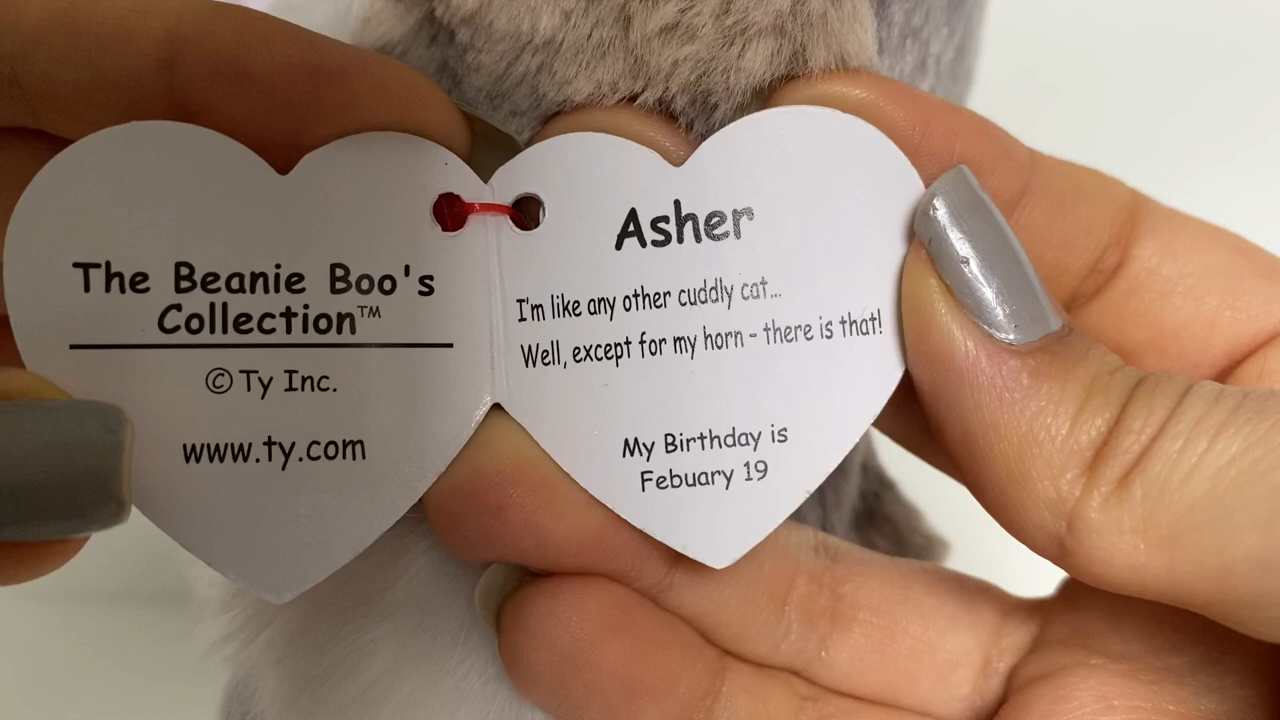 The Beanie Boo's
Collection™
© Ty Inc.
www.ty.com
Asher
I'm like any other cuddly cat...
Well, except for my horn - there is that!
My Birthday is
Febuary 19